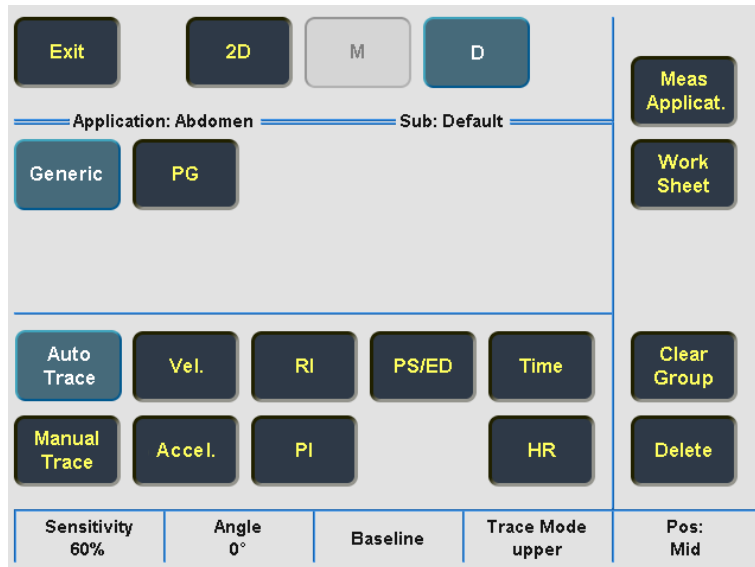 Exit
2D
M
D
Meas
Applicat.
Application: Abdomen
Sub: Default
Generic
PG
Work
Sheet
Auto
Trace
Vel.
RI
PS/ED
Time
Clear
Group
Manual
Trace
Accel.
PI
HR
Delete
Sensitivity
60%
Angle
0°
Baseline
Trace Mode
upper
Pos:
Mid